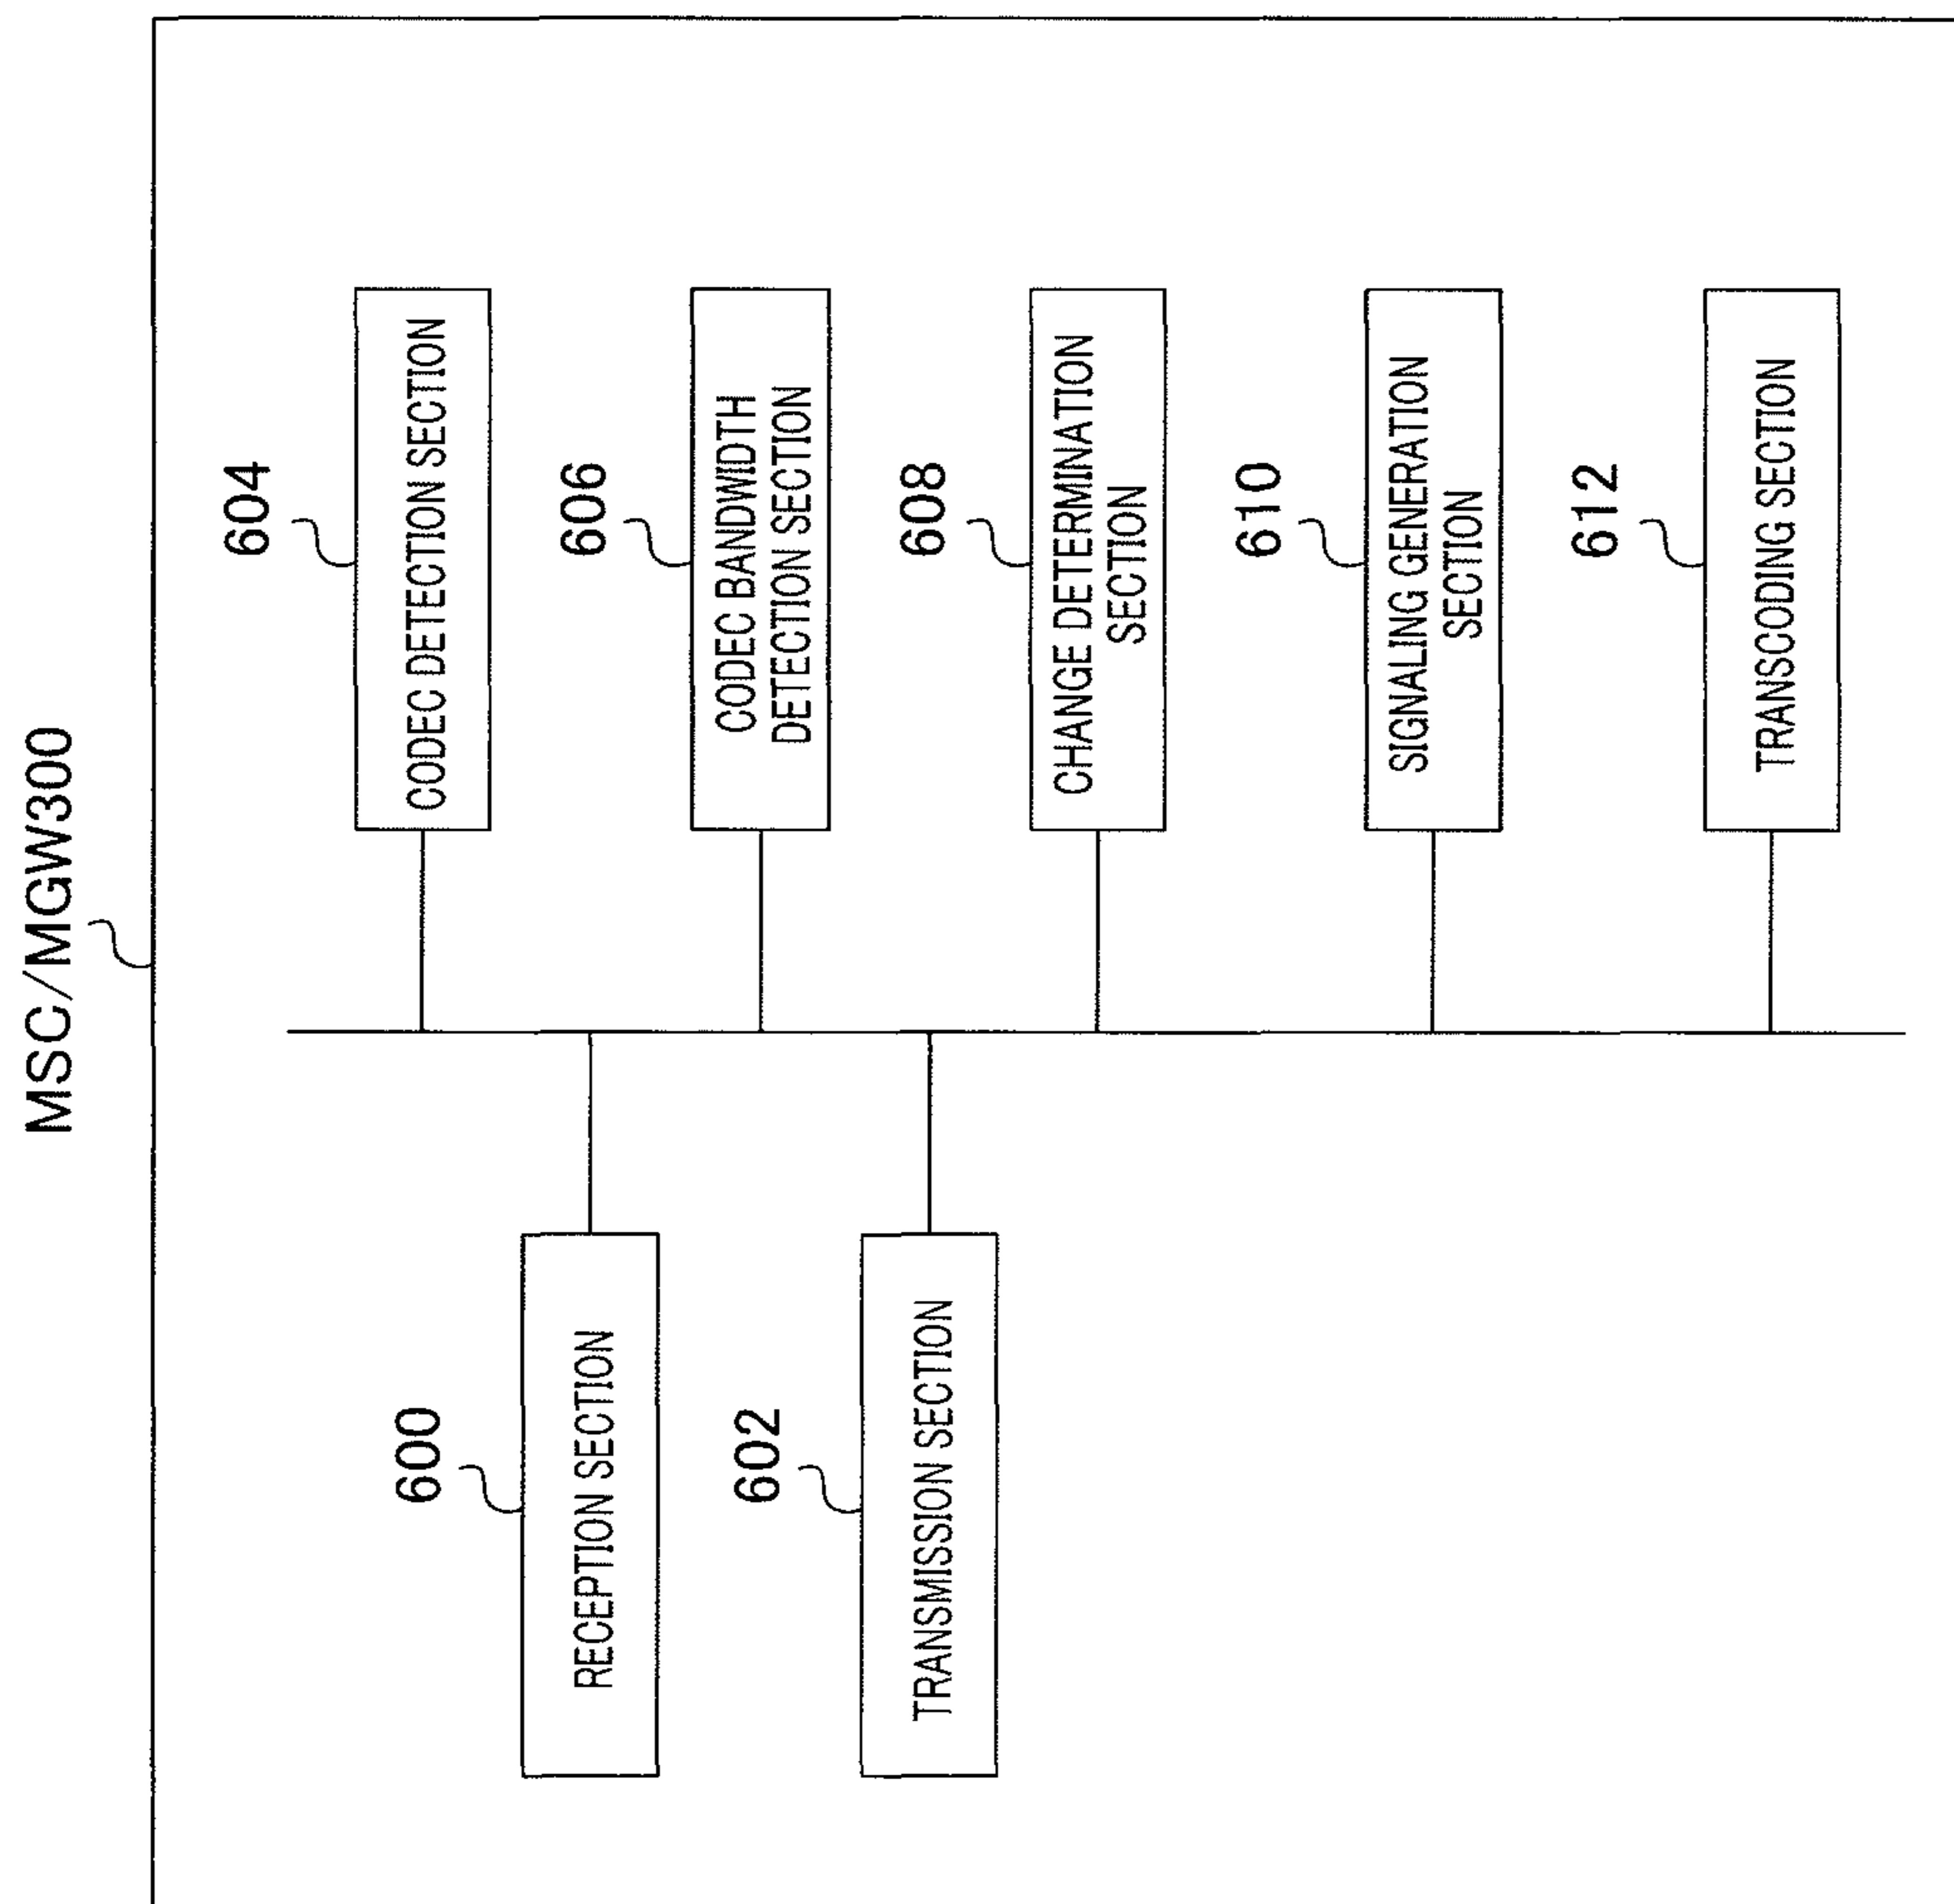 MSC/MGW300
600
RECEPTION SECTION
602
TRANSMISSION SECTION
604
CODEC DETECTION SECTION
606
CODEC BANDWIDTH
DETECTION SECTION
608
CHANGE DETERMINATION
SECTION
610
SIGNALING GENERATION
SECTION
612
TRANSCODING SECTION